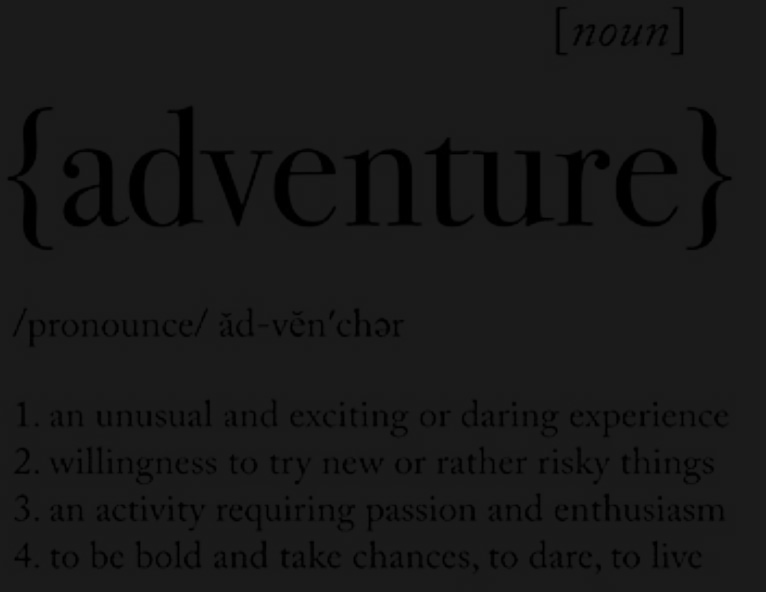 [noun]
{adventure}
/pronounce/ ăd-vĕn′chər
1. an unusual and exciting or daring experience
2. willingness to try new or rather risky things
3. an activity requiring passion and enthusiasm
4. to be bold and take chances, to dare, to live